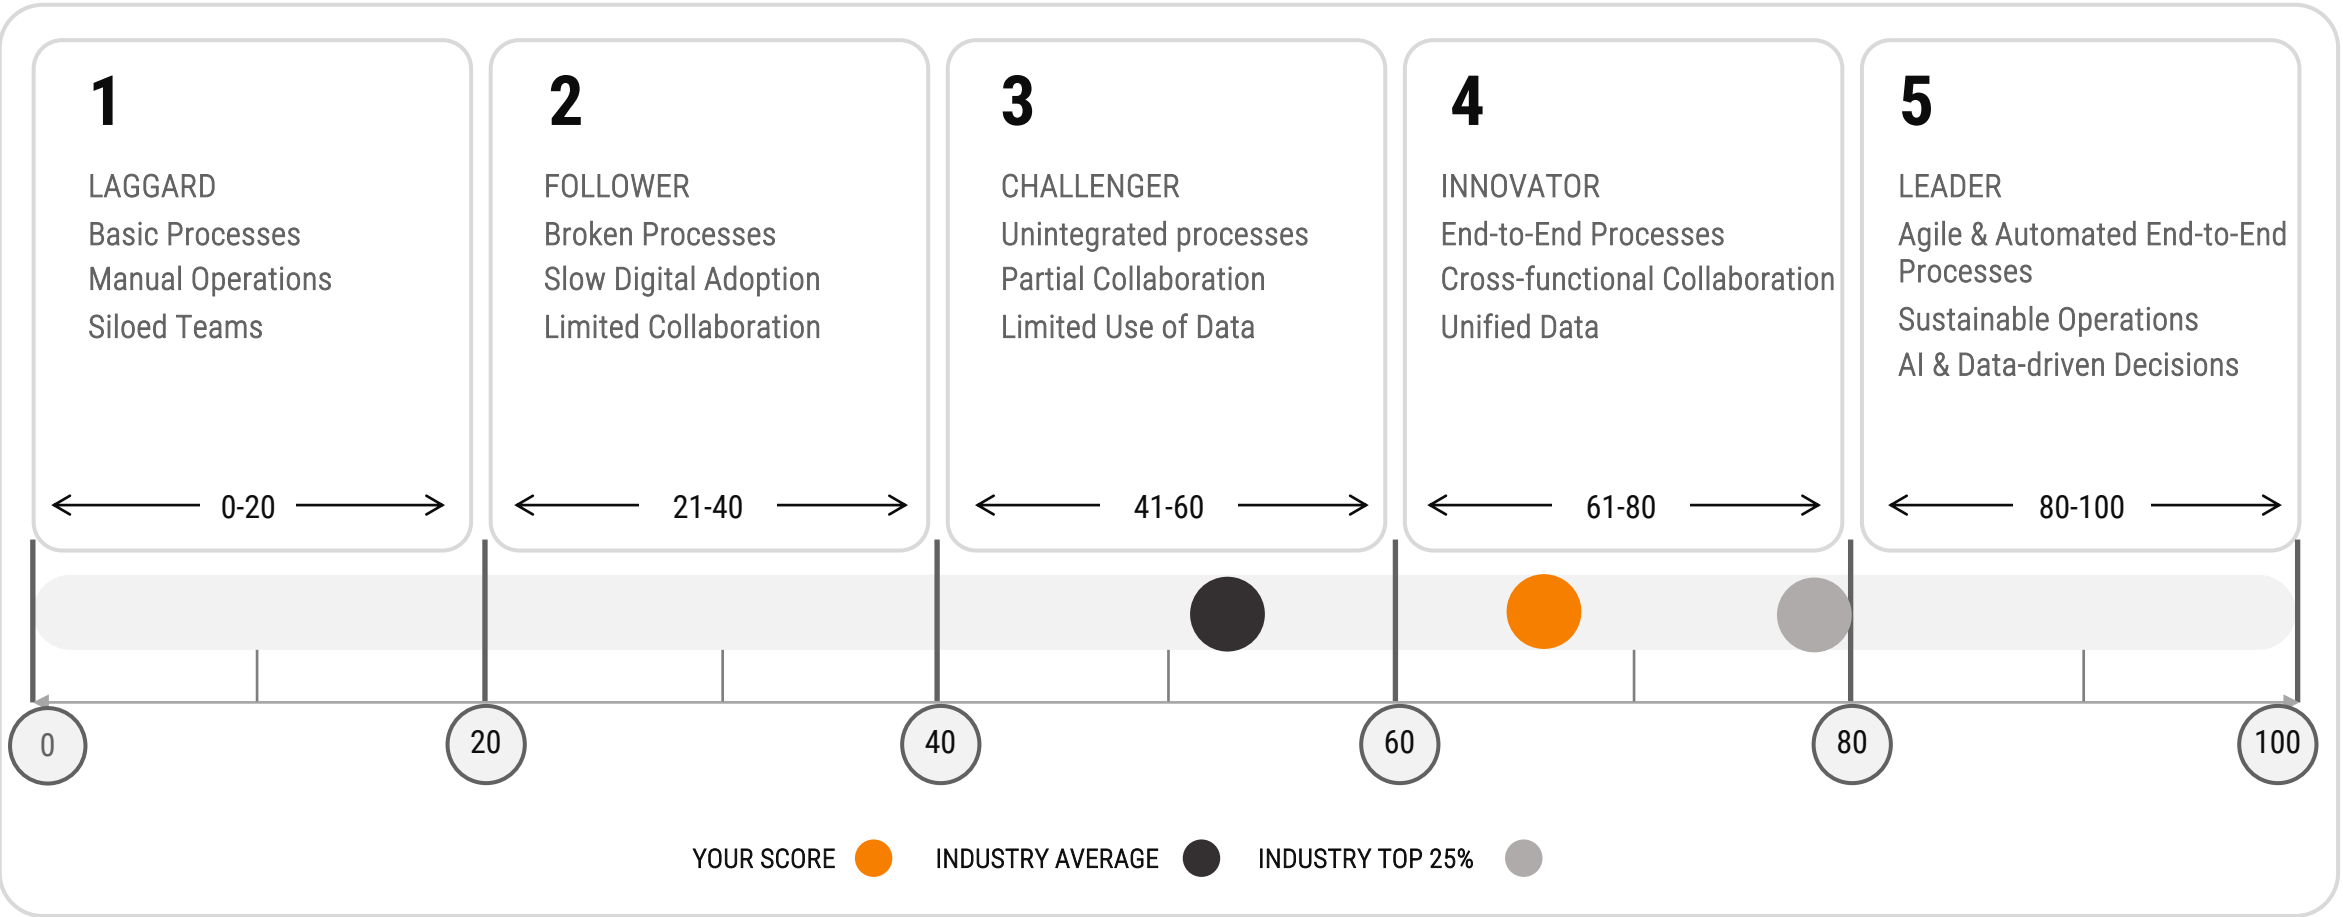 1
LAGGARD
Basic Processes
Manual Operations
Siloed Teams
0-20
2
FOLLOWER
Broken Processes
Slow Digital Adoption
Limited Collaboration
21-40
3
CHALLENGER
Unintegrated processes
Partial Collaboration
Limited Use of Data
41-60
4
INNOVATOR
End-to-End Processes
Cross-functional Collaboration
Unified Data
61-80
5
LEADER
Agile & Automated End-to-End
Processes
Sustainable Operations
AI & Data-driven Decisions
80-100
0 20 40 60 80 100
YOUR SCORE INDUSTRY AVERAGE INDUSTRY TOP 25%